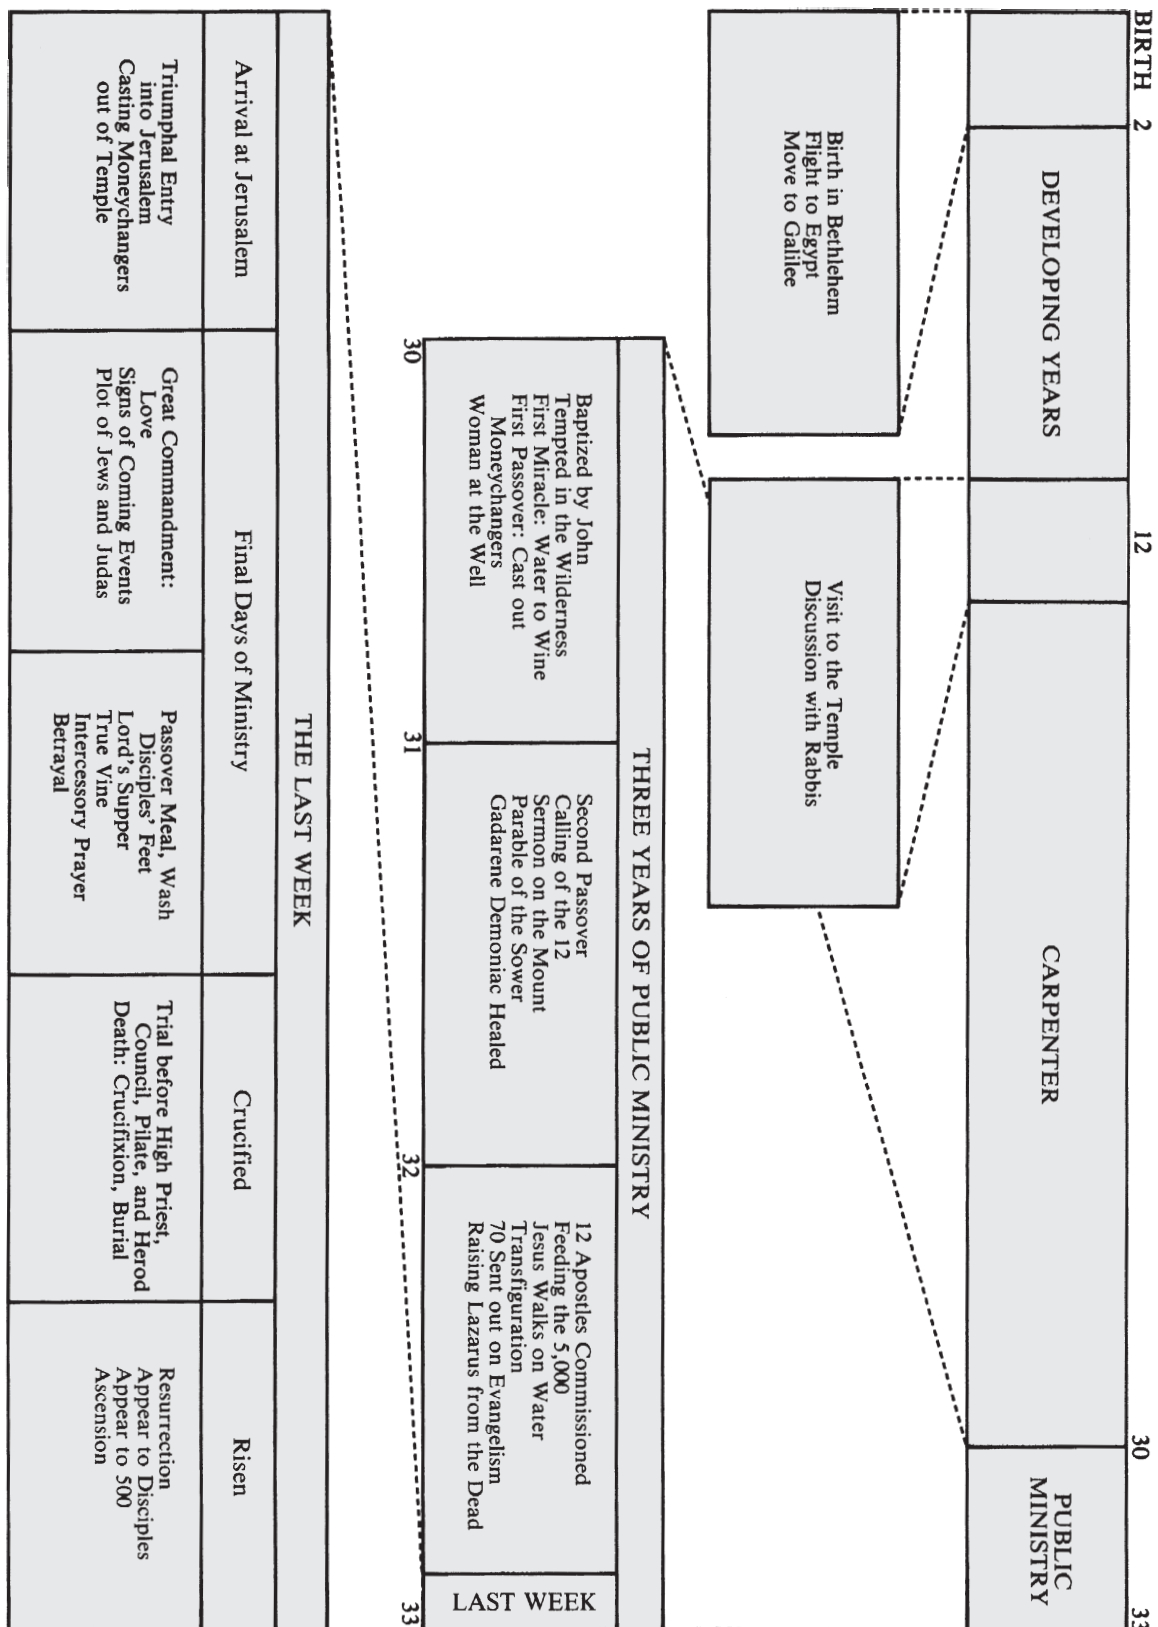 BIRTH
2
12
30
33
DEVELOPING YEARS
CARPENTER
PUBLIC
MINISTRY
Birth in Bethlehem
Flight to Egypt
Move to Galilee
Visit to the Temple
Discussion with Rabbis
THREE YEARS OF PUBLIC MINISTRY
Baptized by John
Tempted in the Wilderness
First Miracle: Water to Wine
First Passover: Cast out
Moneychangers
Woman at the Well
Second Passover
Calling of the 12
Sermon on the Mount
Parable of the Sower
Gadarene Demoniac Healed
12 Apostles Commissioned
Feeding the 5,000
Jesus Walks on Water
Transfiguration
70 Sent out on Evangelism
Raising Lazarus from the Dead
LAST WEEK
30
31
32
33
THE LAST WEEK
Arrival at Jerusalem
Final Days of Ministry
Crucified
Risen
Triumphal Entry
into Jerusalem
Casting Moneychangers
out of Temple
Great Commandment:
Love
Signs of Coming Events
Plot of Jews and Judas
Passover Meal, Wash
Disciples' Feet
Lord's Supper
True Vine
Intercessory Prayer
Betrayal
Trial before High Priest,
Council, Pilate, and Herod
Death: Crucifixion, Burial
Resurrection
Appear to Disciples
Appear to 500
Ascension